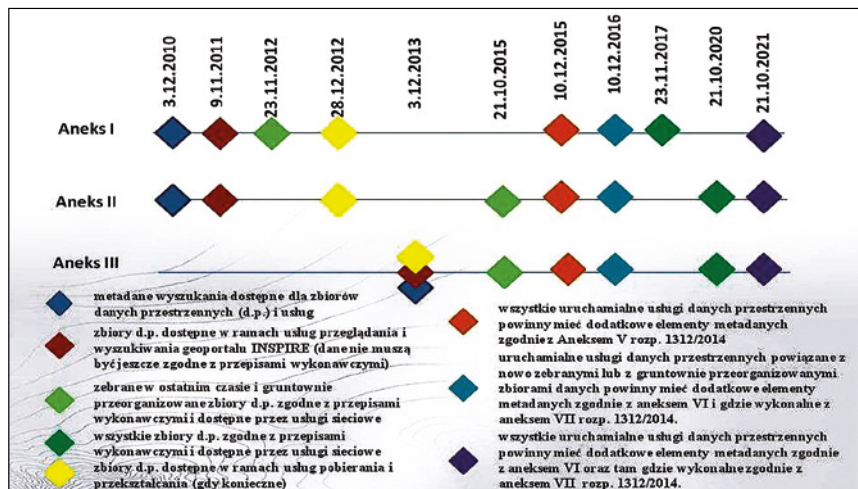 3.12.2010
9.11.2011
23.11.2012
28.12.2012
3.12.2013
21.10.2015
10.12.2015
10.12.2016
23.11.2017
21.10.2020
21.10.2021
Aneks I
Aneks II
Aneks III
metadane wyszukania dostępne dla zbiorów
danych przestrzennych (d.p.) i usług
zbiory d.p. dostępne w ramach usług przeglądania i
wyszukiwania geoportalu INSPIRE (dane nie muszą
być jeszcze zgodne z przepisami wykonawczymi)
zebrane w ostatnim czasie i gruntownie
przeorganizowane zbiory d.p. zgodne z przepisami
wykonawczymi i dostępne przez usługi sieciowe
wszystkie zbiory d.p. zgodne z przepisami
wykonawczymi i dostępne przez usługi sieciowe
zbiory d.p. dostępne w ramach usług pobierania i
przekształcania (gdy konieczne)
wszystkie uruchamialne usługi danych przestrzennych
powinny mieć dodatkowe elementy metadanych
zgodnie z Aneksem V rozp. 1312/2014
uruchamialne usługi danych przestrzennych powiązane z
nowo zebranymi lub z gruntownie przeorganizowanymi
zbiorami danych powinny mieć dodatkowe elementy
metadanych zgodnie z aneksem VI i gdzie wykonalne z
aneksem VII rozp. 1312/2014.
wszystkie uruchamialne usługi danych przestrzennych
powinny mieć dodatkowe elementy metadanych zgodnie
z aneksem VI oraz tam gdzie wykonalne zgodnie z
aneksem VII rozp. 1312/2014.